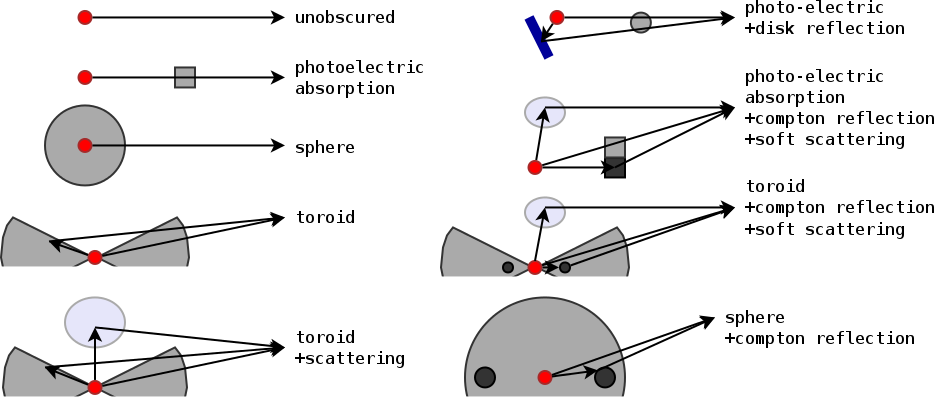 unobscured
photoelectric
absorption
sphere
toroid
toroid
+scattering
photo-electric
+disk reflection
photo-electric
absorption
+compton reflection
+soft scattering
toroid
+compton reflection
+soft scattering
sphere
+compton reflection